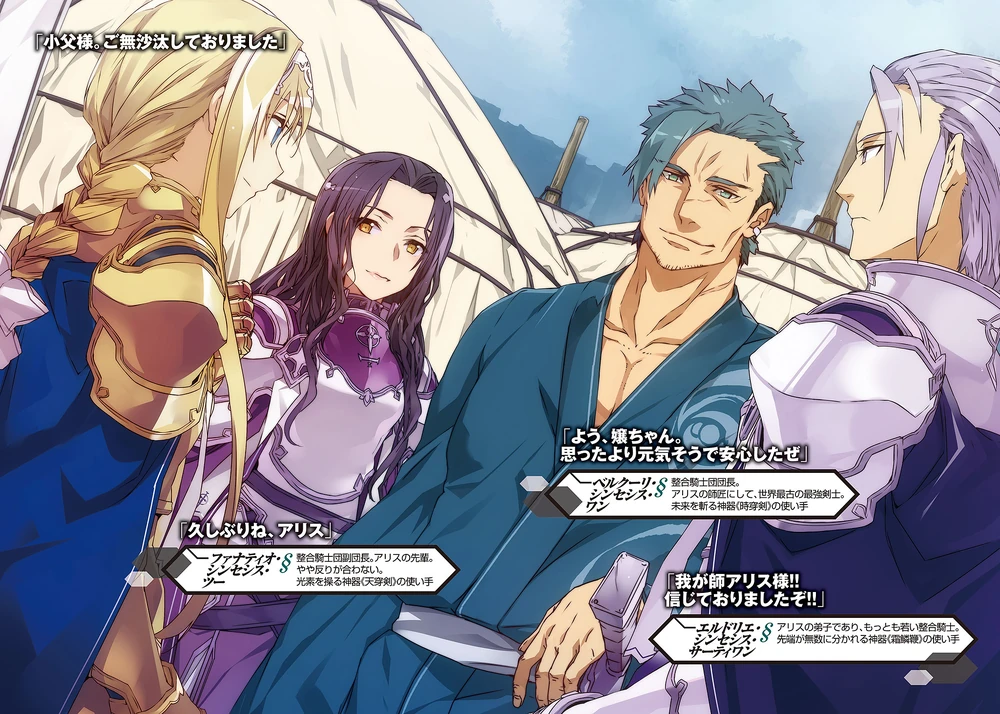 「小父様。ご無沙汰しておりました」
「よう、嬢ちゃん。
思ったより元気そうで安心したぜ」
ベルクーリ・
シンセシス・
ワン
§
整合騎士団団長。
アリスの師匠にして、世界最古の最強剣士。
未来を斬る神器《時穿剣》の使い手
「久しぶりね、アリス」
ファナティオ・
シンセシス・
ツー
§
整合騎士団副団長。アリスの先輩。
やや反りが合わない。
光素を操る神器《天穿剣》の使い手
「我が師アリス様!!
信じておりましたぞ!!」
エルドリエ・
シンセシス・
サーティワン
§
アリスの弟子であり、もっとも若い整合騎士。
先端が無数に分かれる神器《霜鱗鞭》の使い手